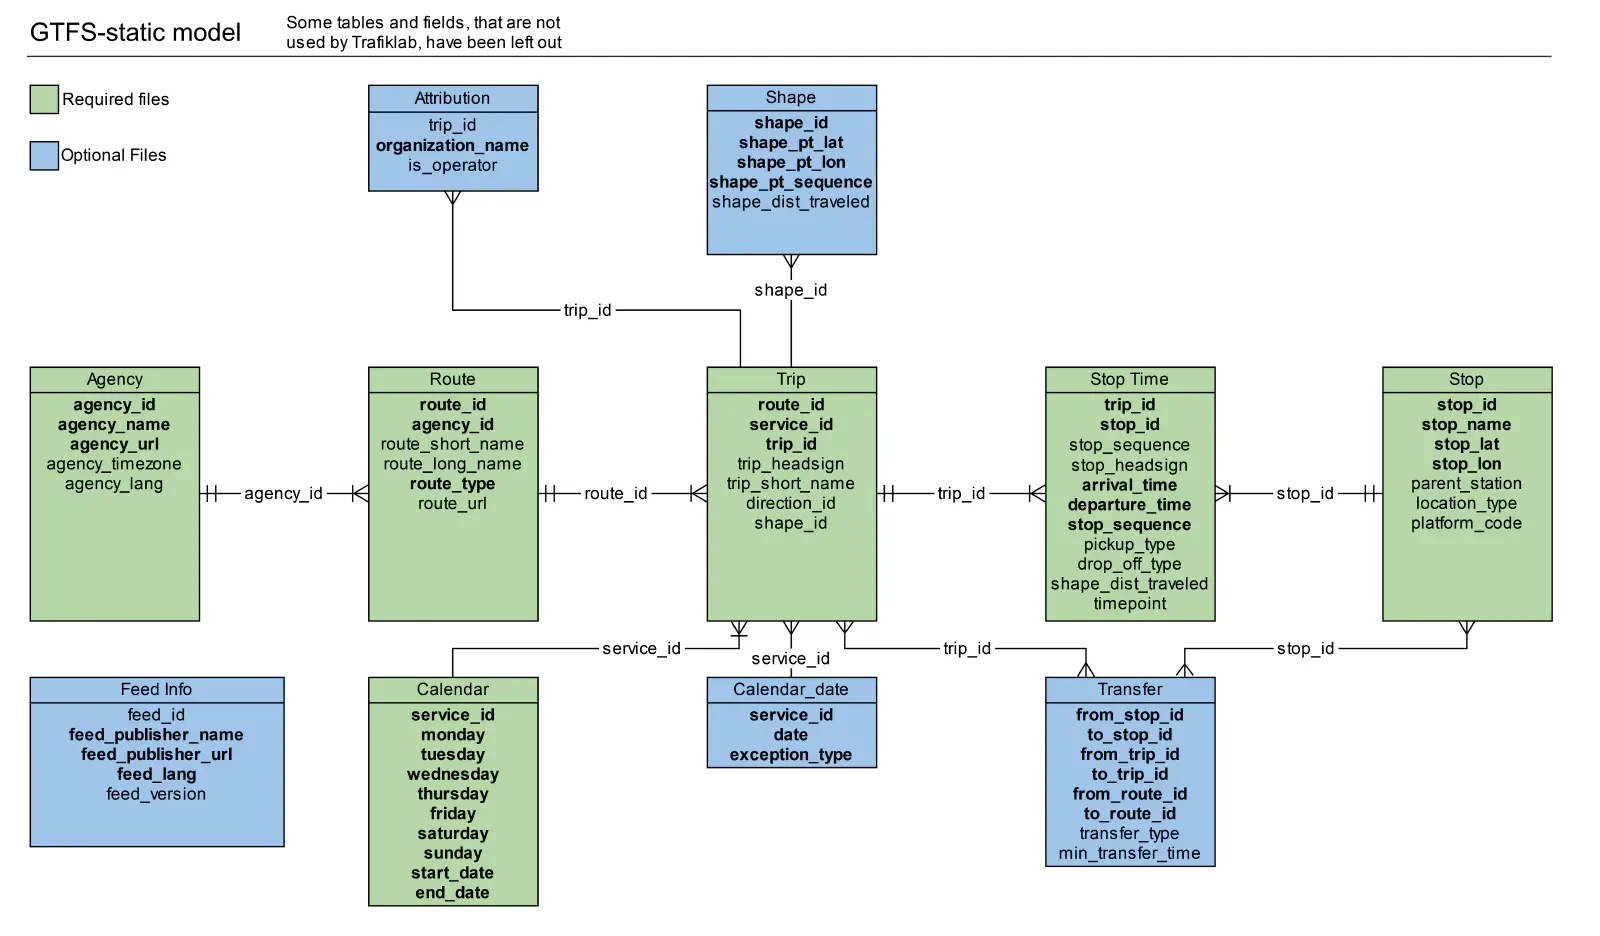 GTFS-static model
Some tables and fields, that are not
used by Trafiklab, have been left out
Required files
Optional Files
Attribution
trip_id
organization_name
is_operator
Shape
shape_id
shape_pt_lat
shape_pt_lon
shape_pt_sequence
shape_dist_traveled
shape_id
trip_id
Agency
agency_id
agency_name
agency_url
agency_timezone
agency_lang
agency_id
Route
route_id
agency_id
route_short_name
route_long_name
route_type
route_url
route_id
Trip
route_id
service_id
trip_id
trip_headsign
trip_short_name
direction_id
shape_id
trip_id
Stop Time
trip_id
stop_id
stop_sequence
stop_headsign
arrival_time
departure_time
stop_sequence
pickup_type
drop_off_type
shape_dist_traveled
timepoint
stop_id
Stop
stop_id
stop_name
stop_lat
stop_lon
parent_station
location_type
platform_code
service_id
service_id
trip_id
stop_id
Feed Info
feed_id
feed_publisher_name
feed_publisher_url
feed_lang
feed_version
Calendar
service_id
monday
tuesday
wednesday
thursday
friday
saturday
sunday
start_date
end_date
Calendar_date
service_id
date
exception_type
Transfer
from_stop_id
to_stop_id
from_trip_id
to_trip_id
from_route_id
to_route_id
transfer_type
min_transfer_time